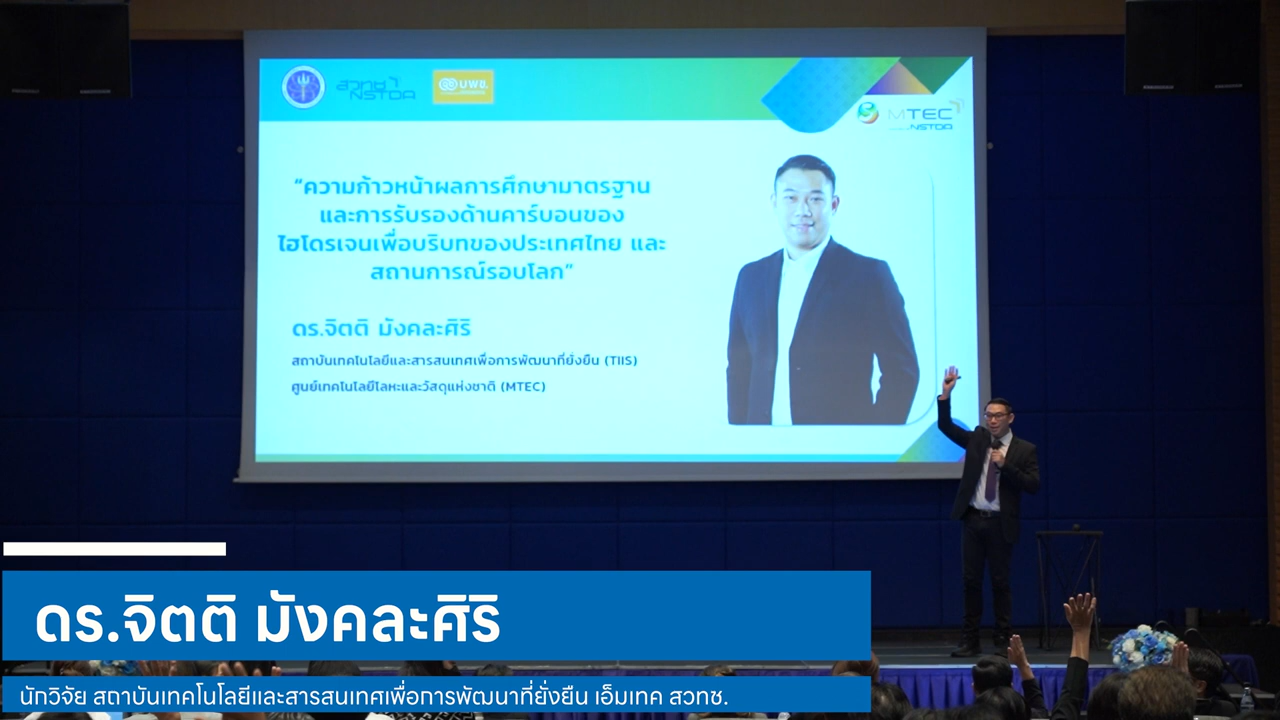 สวทช
NSTDA
บพข.
MTEC
NSTDA
“ความก้าวหน้าผลการศึกษามาตรฐาน
และการรับรองด้านคาร์บอนของ
ไฮโดรเจนเพื่อบริบทของประเทศไทย และ
สถานการณ์รอบโลก”
ดร.จิตติ มังคละศิริ
สถาบันเทคโนโลยีและสารสนเทศเพื่อการพัฒนาที่ยั่งยืน (TIIS)
ศูนย์เทคโนโลยีโลหะและวัสดุแห่งชาติ (MTEC)
ดร.จิตติ มังคละศิริ
นักวิจัย สถาบันเทคโนโลยีและสารสนเทศเพื่อการพัฒนาที่ยั่งยืน เอ็มเทค สวทช.